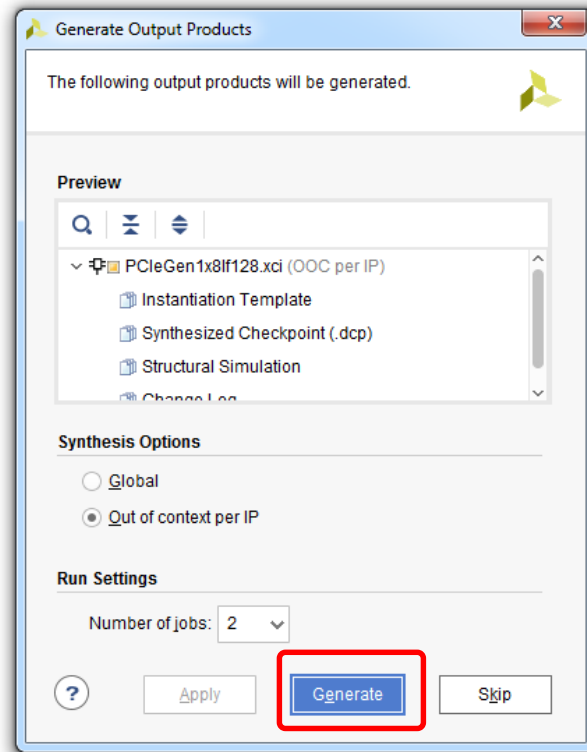 Generate Output Products
The following output products will be generated.
Preview
PCIeGen1x8If128.xci (OOC per IP)
Instantiation Template
Synthesized Checkpoint (.dcp)
Structural Simulation
Change Log
Synthesis Options
Global
Out of context per IP
Run Settings
Number of jobs: 2
? Apply Generate Skip